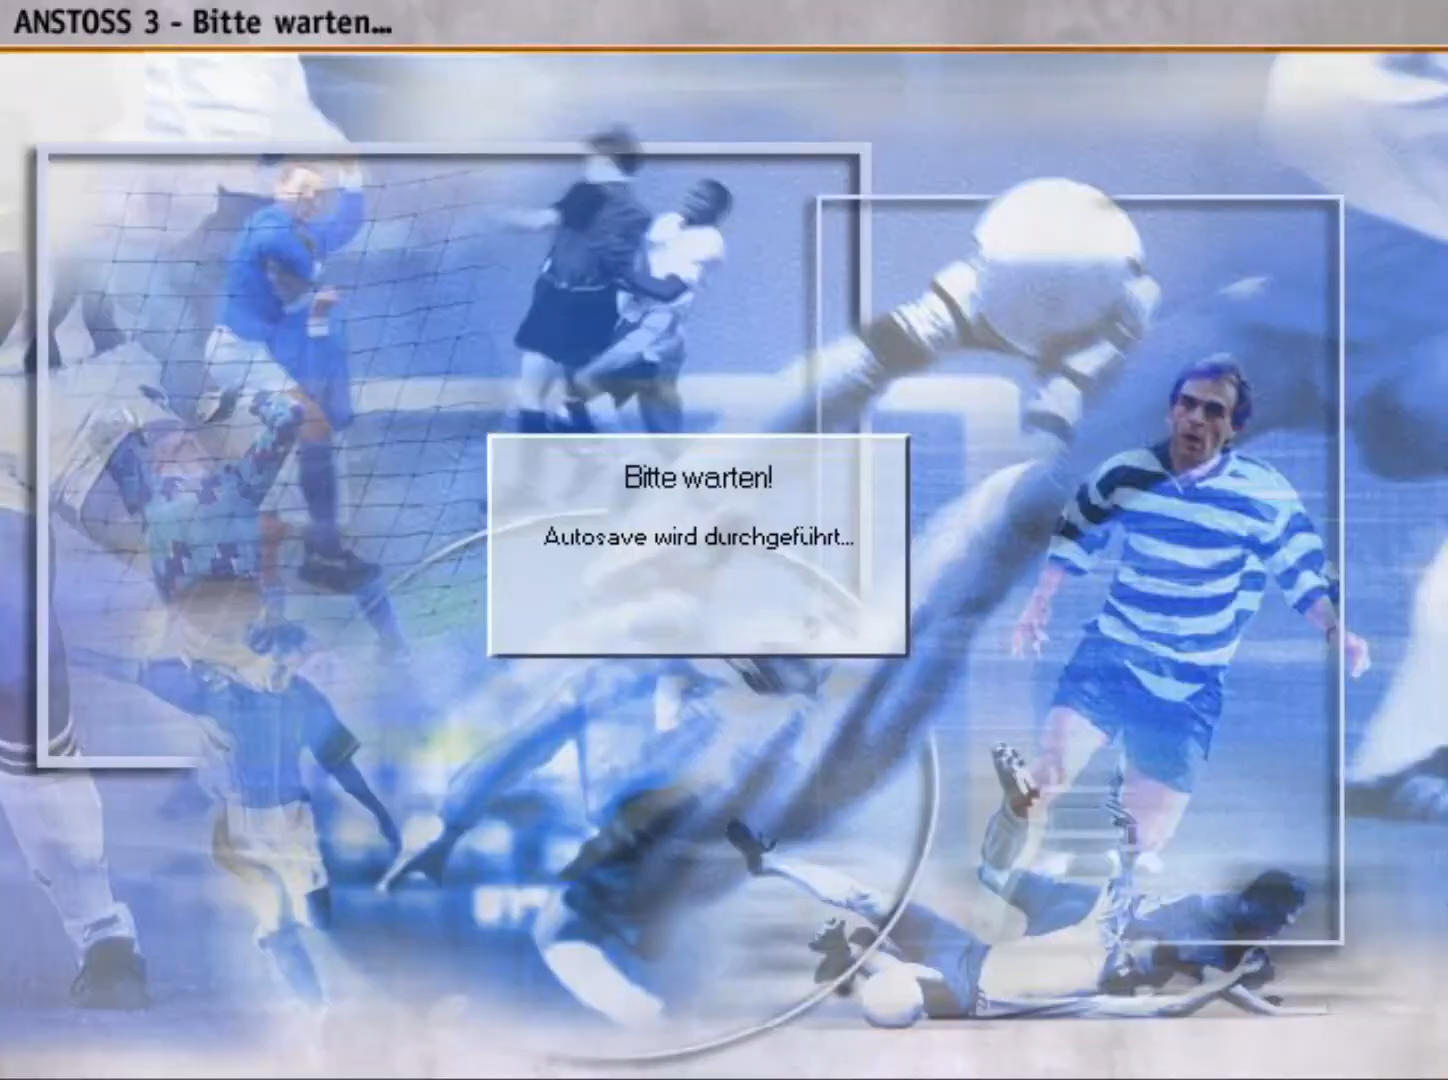 ANSTOSS 3 - Bitte warten...
Bitte warten!
Autosave wird durchgeführt...